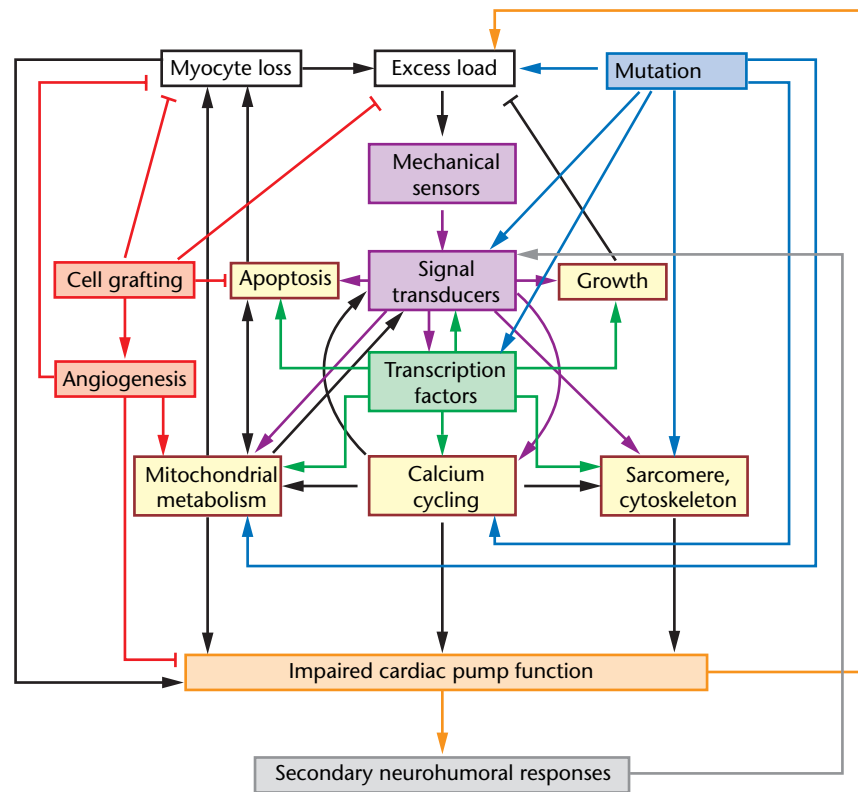 Myocyte loss
Excess load
Mutation
Mechanical
sensors
Cell grafting
Apoptosis
Signal
transducers
Growth
Angiogenesis
Transcription
factors
Mitochondrial
metabolism
Calcium
cycling
Sarcomere,
cytoskeleton
Impaired cardiac pump function
Secondary neurohumoral responses